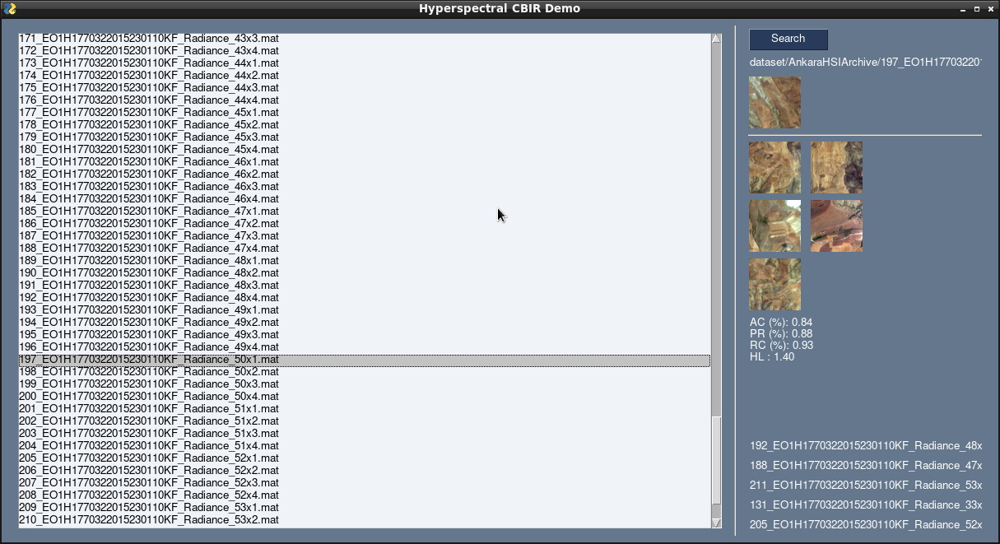 Hyperspectral CBIR Demo
171_EO1H1770322015230110KF_Radiance_43x3.mat
172_EO1H1770322015230110KF_Radiance_43x4.mat
173_EO1H1770322015230110KF_Radiance_44x1.mat
174_EO1H1770322015230110KF_Radiance_44x2.mat
175_EO1H1770322015230110KF_Radiance_44x3.mat
176_EO1H1770322015230110KF_Radiance_44x4.mat
177_EO1H1770322015230110KF_Radiance_45x1.mat
178_EO1H1770322015230110KF_Radiance_45x2.mat
179_EO1H1770322015230110KF_Radiance_45x3.mat
180_EO1H1770322015230110KF_Radiance_45x4.mat
181_EO1H1770322015230110KF_Radiance_46x1.mat
182_EO1H1770322015230110KF_Radiance_46x2.mat
183_EO1H1770322015230110KF_Radiance_46x3.mat
184_EO1H1770322015230110KF_Radiance_46x4.mat
185_EO1H1770322015230110KF_Radiance_47x1.mat
186_EO1H1770322015230110KF_Radiance_47x2.mat
187_EO1H1770322015230110KF_Radiance_47x3.mat
188_EO1H1770322015230110KF_Radiance_47x4.mat
189_EO1H1770322015230110KF_Radiance_48x1.mat
190_EO1H1770322015230110KF_Radiance_48x2.mat
191_EO1H1770322015230110KF_Radiance_48x3.mat
192_EO1H1770322015230110KF_Radiance_48x4.mat
193_EO1H1770322015230110KF_Radiance_49x1.mat
194_EO1H1770322015230110KF_Radiance_49x2.mat
195_EO1H1770322015230110KF_Radiance_49x3.mat
196_EO1H1770322015230110KF_Radiance_49x4.mat
197_EO1H1770322015230110KF_Radiance_50x1.mat
198_EO1H1770322015230110KF_Radiance_50x2.mat
199_EO1H1770322015230110KF_Radiance_50x3.mat
200_EO1H1770322015230110KF_Radiance_50x4.mat
201_EO1H1770322015230110KF_Radiance_51x1.mat
202_EO1H1770322015230110KF_Radiance_51x2.mat
203_EO1H1770322015230110KF_Radiance_51x3.mat
204_EO1H1770322015230110KF_Radiance_51x4.mat
205_EO1H1770322015230110KF_Radiance_52x1.mat
206_EO1H1770322015230110KF_Radiance_52x2.mat
207_EO1H1770322015230110KF_Radiance_52x3.mat
208_EO1H1770322015230110KF_Radiance_52x4.mat
209_EO1H1770322015230110KF_Radiance_53x1.mat
210_EO1H1770322015230110KF_Radiance_53x2.mat
Search
dataset/AnkaraHSIArchive/197_EO1H17703220
AC (%): 0.84
PR (%): 0.88
RC (%): 0.93
HL : 1.40
192_EO1H1770322015230110KF_Radiance_48x
188_EO1H1770322015230110KF_Radiance_47x
211_EO1H1770322015230110KF_Radiance_53x
131_EO1H1770322015230110KF_Radiance_33x
205_EO1H1770322015230110KF_Radiance_52x